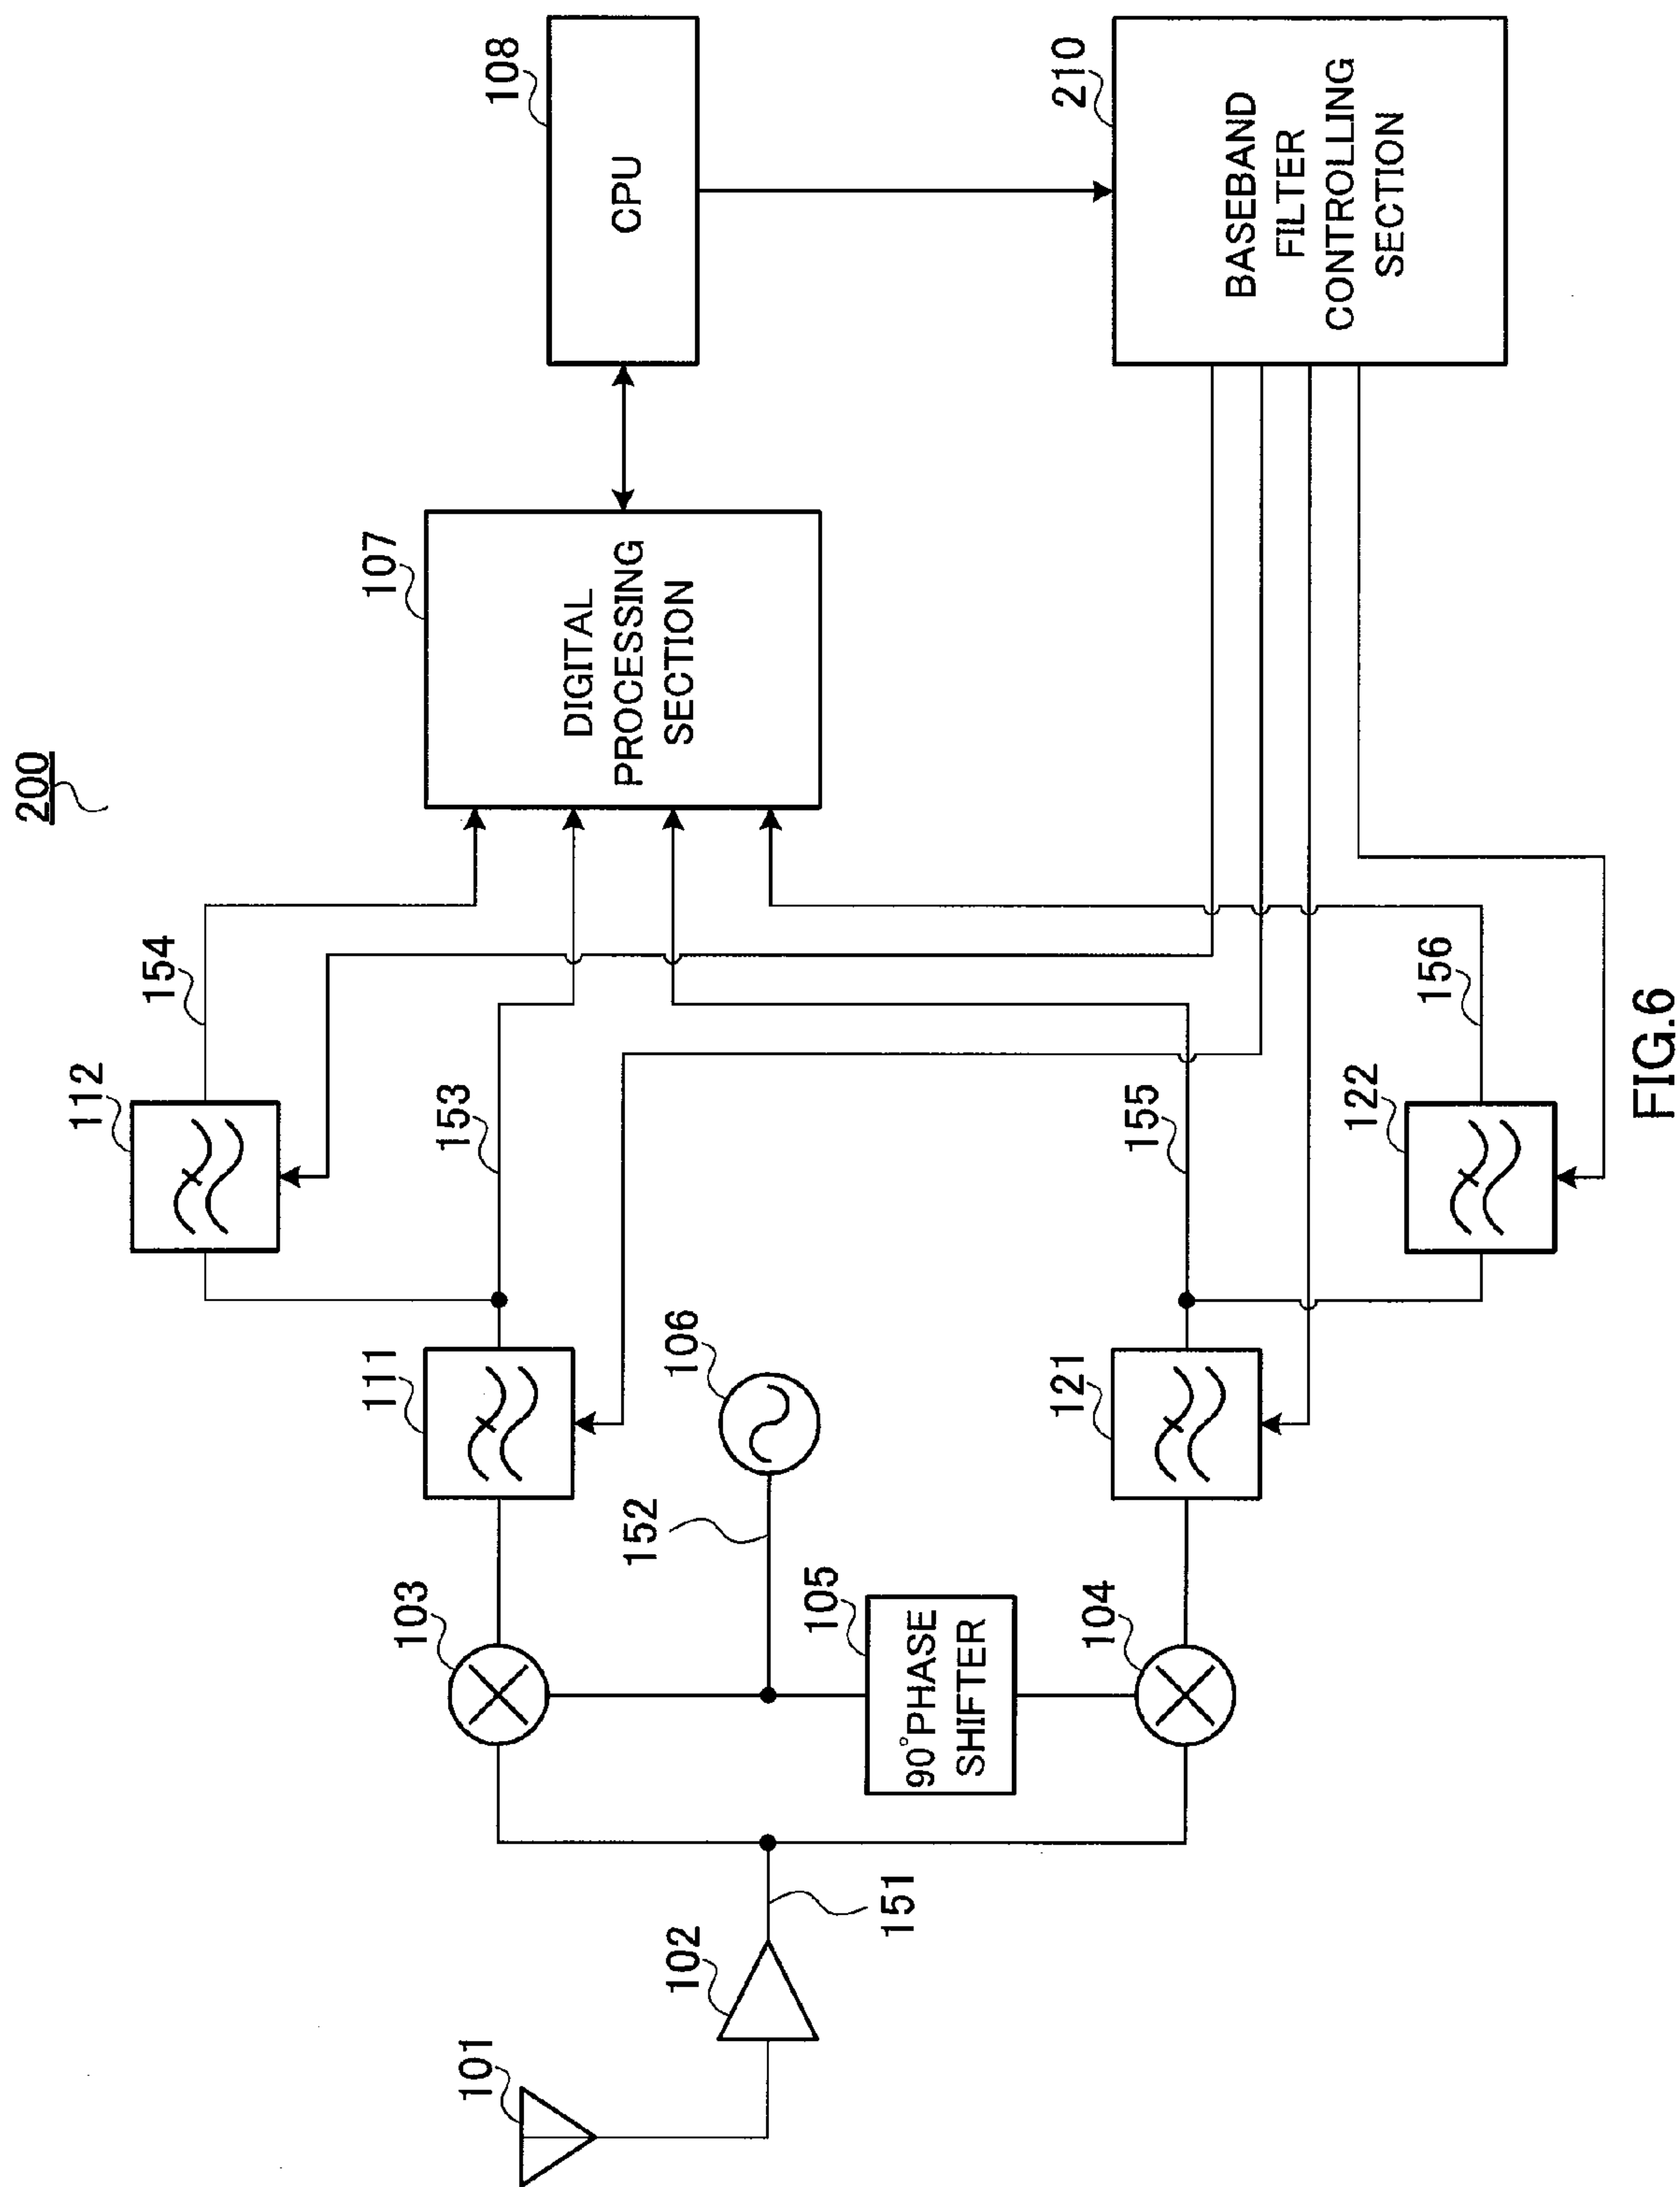 200
101
102
151
103
104
90°PHASE
SHIFTER
105
152
106
111
112
121
122
153
154
155
156
DIGITAL
PROCESSING
SECTION
107
CPU
108
BASEBAND
FILTER
CONTROLLING
SECTION
210
FIG.6